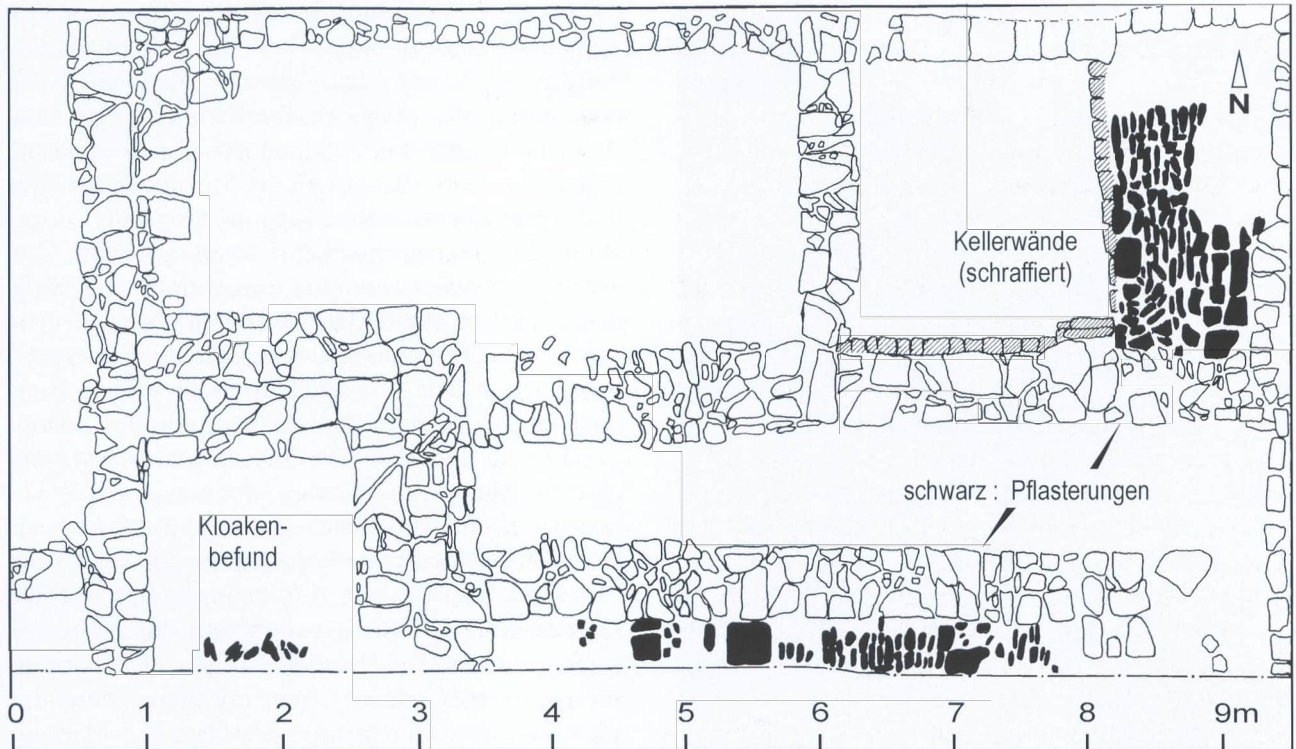 N
Kellerwände
(schraffiert)
schwarz : Pflasterungen
Kloaken-
befund
0 1 2 3 4 5 6 7 8 9m